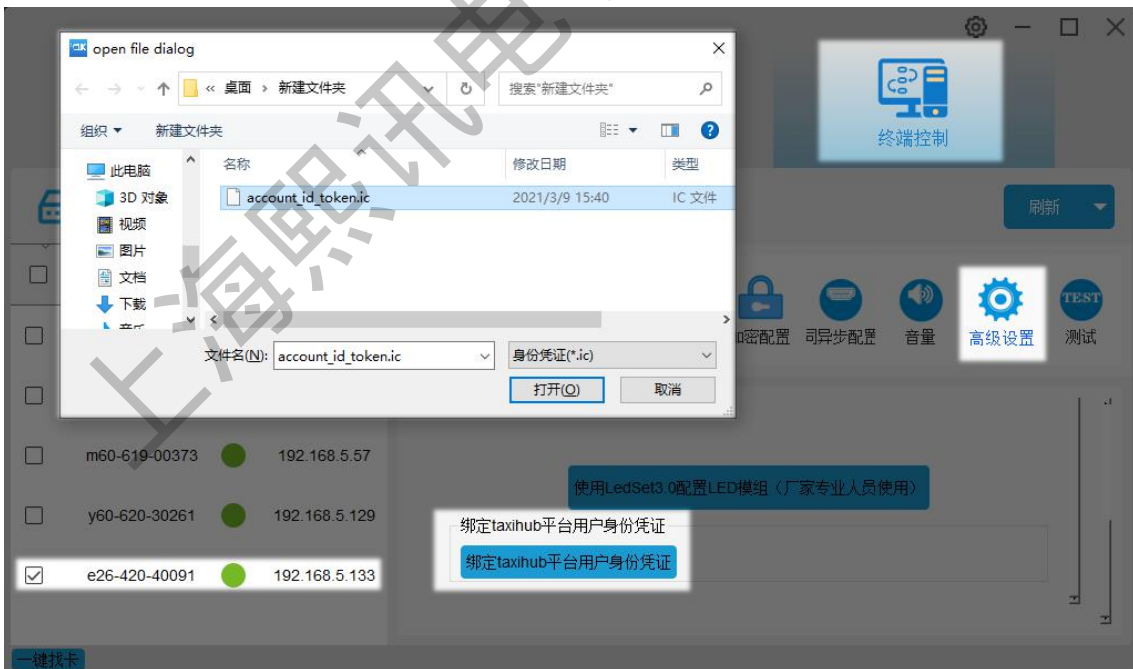 open file dialog
« 桌面 › 新建文件夹
搜索"新建文件夹"
组织
新建文件夹
此电脑
3D 对象
视频
图片
文档
下载
名称
修改日期
类型
account_id_token.ic
2021/3/9 15:40
IC 文件
文件名(N):
account_id_token.ic
身份凭证(*.ic)
打开(O)
取消
终端控制
刷新
密配置
司异步配置
音量
高级设置
TEST
测试
m60-619-00373
192.168.5.57
y60-620-30261
192.168.5.129
e26-420-40091
192.168.5.133
使用LedSet3.0配置LED模组（厂家专业人员使用）
绑定taxihub平台用户身份凭证
绑定taxihub平台用户身份凭证
一键找卡
上海熙讯电